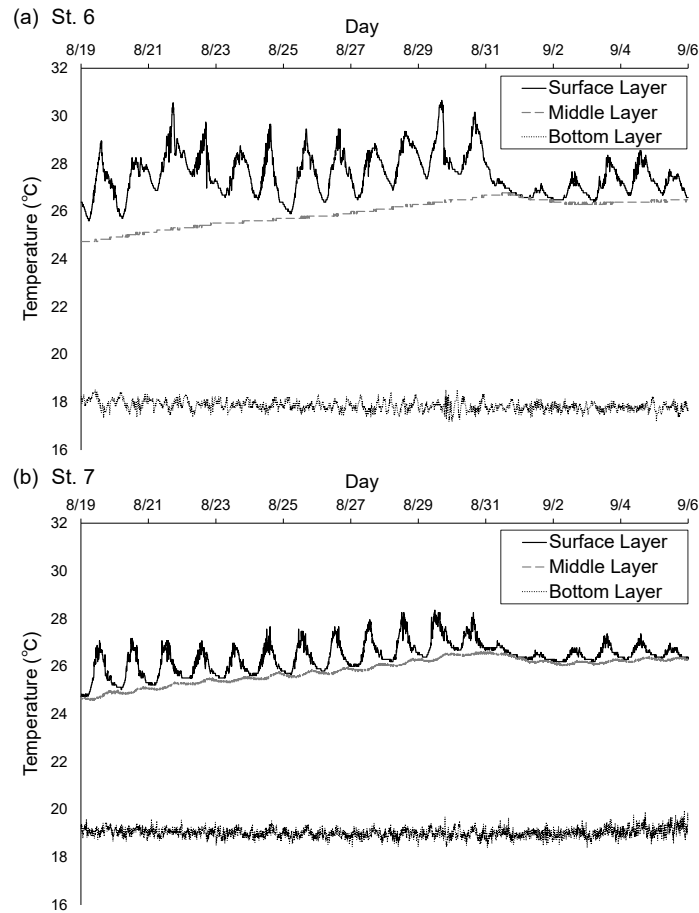 (a) St. 6
Day
8/19 8/21 8/23 8/25 8/27 8/29 8/31 9/2 9/4 9/6
32
30
28
26
24
22
20
18
16
Temperature (°C)
Surface Layer
Middle Layer
Bottom Layer
(b) St. 7
Day
8/19 8/21 8/23 8/25 8/27 8/29 8/31 9/2 9/4 9/6
32
30
28
26
24
22
20
18
16
Temperature (°C)
Surface Layer
Middle Layer
Bottom Layer